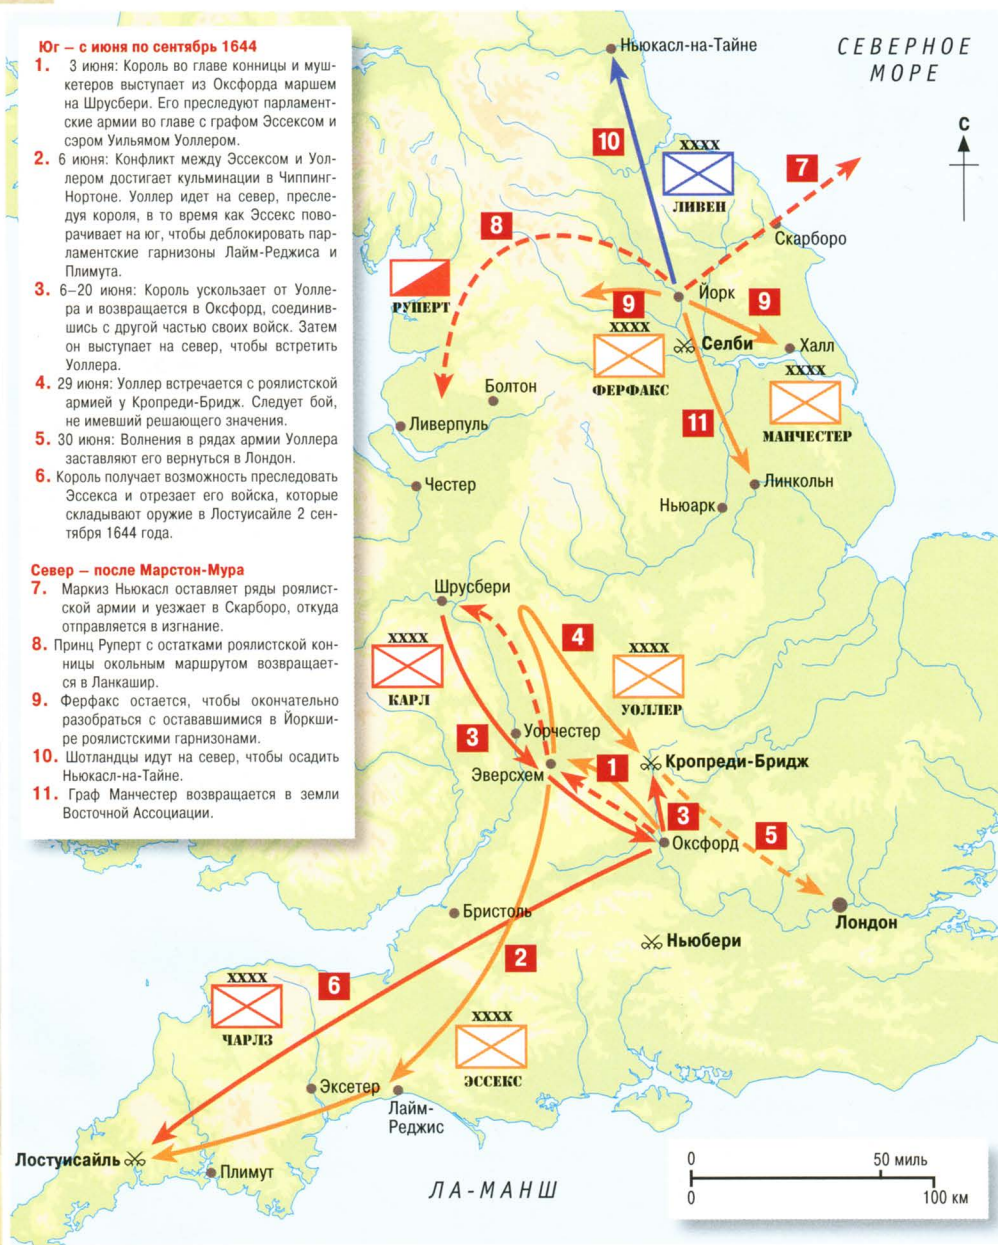 Юг – с июня по сентябрь 1644
1. 3 июня: Король во главе конницы и муш-
кетеров выступает из Оксфорда маршем
на Шрусбери. Его преследуют парламент-
ские армии во главе с графом Эссексом и
сэром Уильямом Уоллером.
2. 6 июня: Конфликт между Эссексом и Уол-
лером достигает кульминации в Чиппинг-
Нортоне. Уоллер идет на север, пресле-
дуя короля, в то время как Эссекс пово-
рачивает на юг, чтобы деблокировать пар-
ламентские гарнизоны Лайм-Реджиса и
Плимута.
3. 6–20 июня: Король ускользает от Уолле-
ра и возвращается в Оксфорд, соединив-
шись с другой частью своих войск. Затем
он выступает на север, чтобы встретить
Уоллера.
4. 29 июня: Уоллер встречается с роялистской
армией у Кропреди-Бридж. Следует бой,
не имевший решающего значения.
5. 30 июня: Волнения в рядах армии Уоллера
заставляют его вернуться в Лондон.
6. Король получает возможность преследовать
Эссекса и отрезает его войска, которые
складывают оружие в Лостуисайле 2 сен-
тября 1644 года.
Север – после Марстон-Мура
7. Маркиз Ньюкасл оставляет ряды роялист-
ской армии и уезжает в Скарборо, откуда
отправляется в изгнание.
8. Принц Руперт с остатками роялистской кон-
ницы окольным маршрутом возвращает-
ся в Ланкашир.
9. Ферфакс остается, чтобы окончательно
разобраться с остававшимися в Йоркши-
ре роялистскими гарнизонами.
10. Шотландцы идут на север, чтобы осадить
Ньюкасл-на-Тайне.
11. Граф Манчестер возвращается в земли
Восточной Ассоциации.
Ньюкасл-на-Тайне
СЕВЕРНОЕ
МОРЕ
С
10
XXXX
ЛИВЕН
7
Скарборо
8
РУПЕРТ
Йорк
9
9
XXXX
ФЕРФАКС
Селби
Халл
XXXX
МАНЧЕСТЕР
Болтон
Ливерпуль
11
Честер
Линкольн
Ньюарк
Шрусбери
4
XXXX
КАРЛ
XXXX
УОЛЛЕР
3
Уорчестер
Эверсхем
1
Кропреди-Бридж
3
5
Оксфорд
Бристоль
Лондон
Ньюбери
2
6
XXXX
ЧАРЛЗ
XXXX
ЭССЕКС
Эксетер
Лайм-
Реджис
Лостуисайль
Плимут
ЛА-МАНШ
0
50 миль
0
100 км